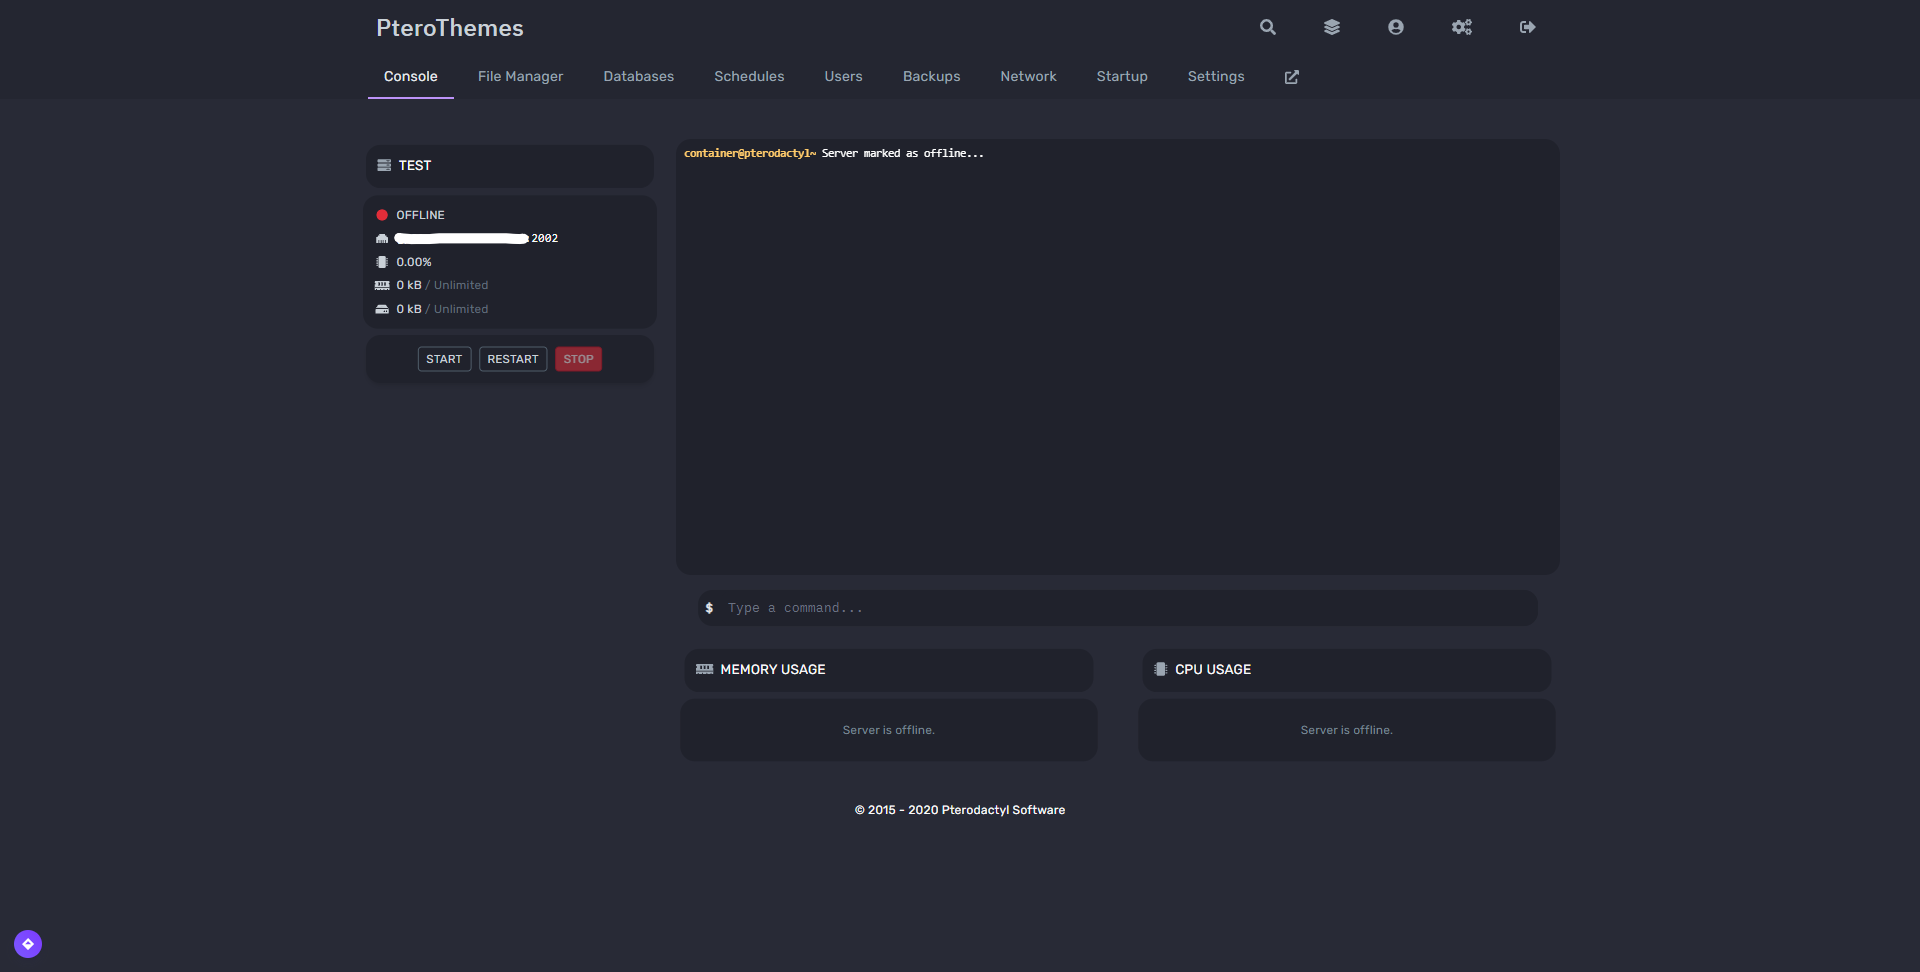 PteroThemes
Console File Manager Databases Schedules Users Backups Network Startup Settings
TEST
OFFLINE
:2002
0.00%
0 kB / Unlimited
0 kB / Unlimited
START RESTART STOP
container@pterodactyl~ Server marked as offline...
$ Type a command...
MEMORY USAGE
Server is offline.
CPU USAGE
Server is offline.
© 2015 - 2020 Pterodactyl Software